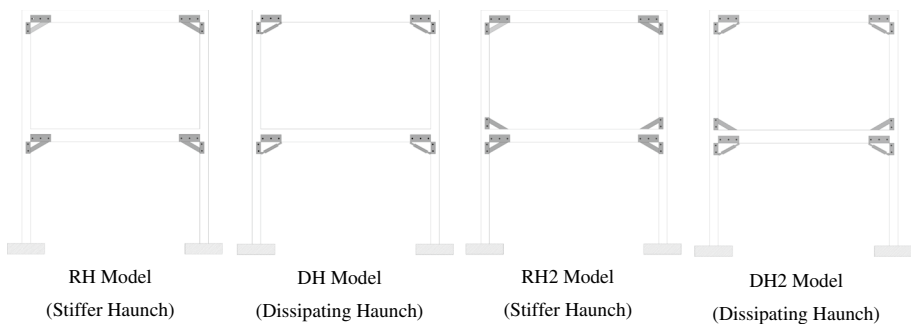 RH Model
(Stiffer Haunch)
DH Model
(Dissipating Haunch)
RH2 Model
(Stiffer Haunch)
DH2 Model
(Dissipating Haunch)